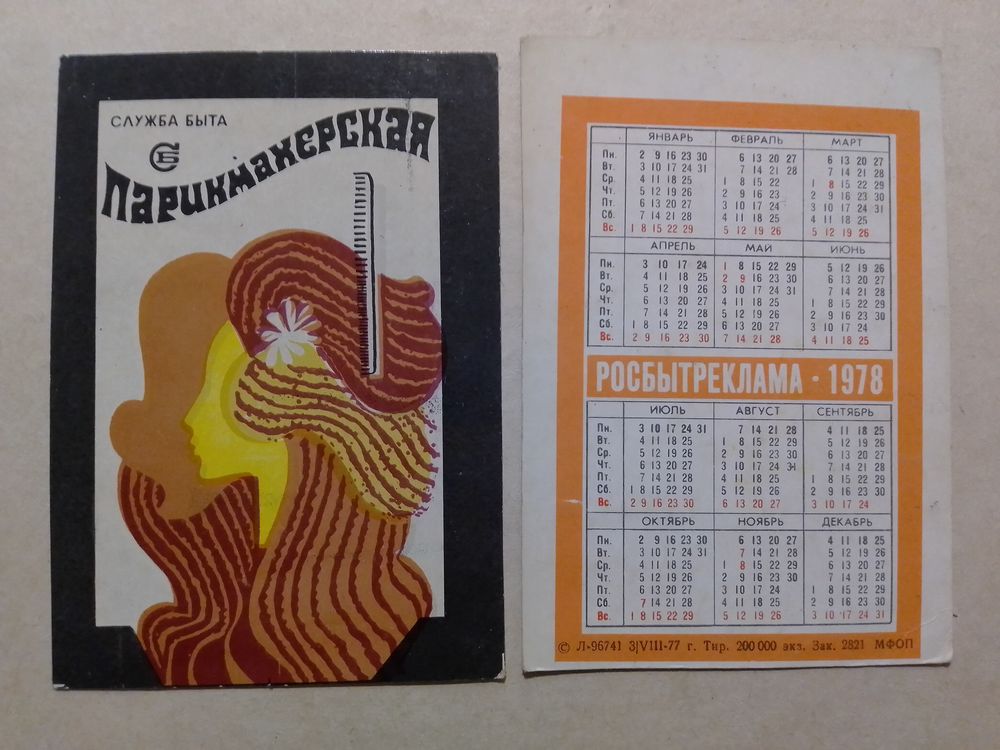 СЛУЖБА БЫТА
СБ
ПАРИКМАХЕРСКАЯ
ЯНВАРЬ ФЕВРАЛЬ МАРТ
Пн. 2 9 16 23 30 6 13 20 27 6 13 20 27
Вт. 3 10 17 24 31 7 14 21 28 7 14 21 28
Ср. 4 11 18 25 1 8 15 22 1 8 15 22 29
Чт. 5 12 19 26 2 9 16 23 2 9 16 23 30
Пт. 6 13 20 27 3 10 17 24 3 10 17 24 31
Сб. 7 14 21 28 4 11 18 25 4 11 18 25
Вс. 1 8 15 22 29 5 12 19 26 5 12 19 26
АПРЕЛЬ МАЙ ИЮНЬ
Пн. 3 10 17 24 1 8 15 22 29 5 12 19 26
Вт. 4 11 18 25 2 9 16 23 30 6 13 20 27
Ср. 5 12 19 26 3 10 17 24 31 7 14 21 28
Чт. 6 13 20 27 4 11 18 25 1 8 15 22 29
Пт. 7 14 21 28 5 12 19 26 2 9 16 23 30
Сб. 1 8 15 22 29 6 13 20 27 3 10 17 24
Вс. 2 9 16 23 30 7 14 21 28 4 11 18 25
РОСБЫТРЕКЛАМА · 1978
ИЮЛЬ АВГУСТ СЕНТЯБРЬ
Пн. 3 10 17 24 31 7 14 21 28 4 11 18 25
Вт. 4 11 18 25 1 8 15 22 29 5 12 19 26
Ср. 5 12 19 26 2 9 16 23 30 6 13 20 27
Чт. 6 13 20 27 3 10 17 24 31 7 14 21 28
Пт. 7 14 21 28 4 11 18 25 1 8 15 22 29
Сб. 1 8 15 22 29 5 12 19 26 2 9 16 23 30
Вс. 2 9 16 23 30 6 13 20 27 3 10 17 24
ОКТЯБРЬ НОЯБРЬ ДЕКАБРЬ
Пн. 2 9 16 23 30 6 13 20 27 4 11 18 25
Вт. 3 10 17 24 31 7 14 21 28 5 12 19 26
Ср. 4 11 18 25 1 8 15 22 29 6 13 20 27
Чт. 5 12 19 26 2 9 16 23 30 7 14 21 28
Пт. 6 13 20 27 3 10 17 24 1 8 15 22 29
Сб. 7 14 21 28 4 11 18 25 2 9 16 23 30
Вс. 1 8 15 22 29 5 12 19 26 3 10 17 24 31
© Л-96741 3|VIII-77 г. Тир. 200 000 экз. Зак. 2821 МФОП